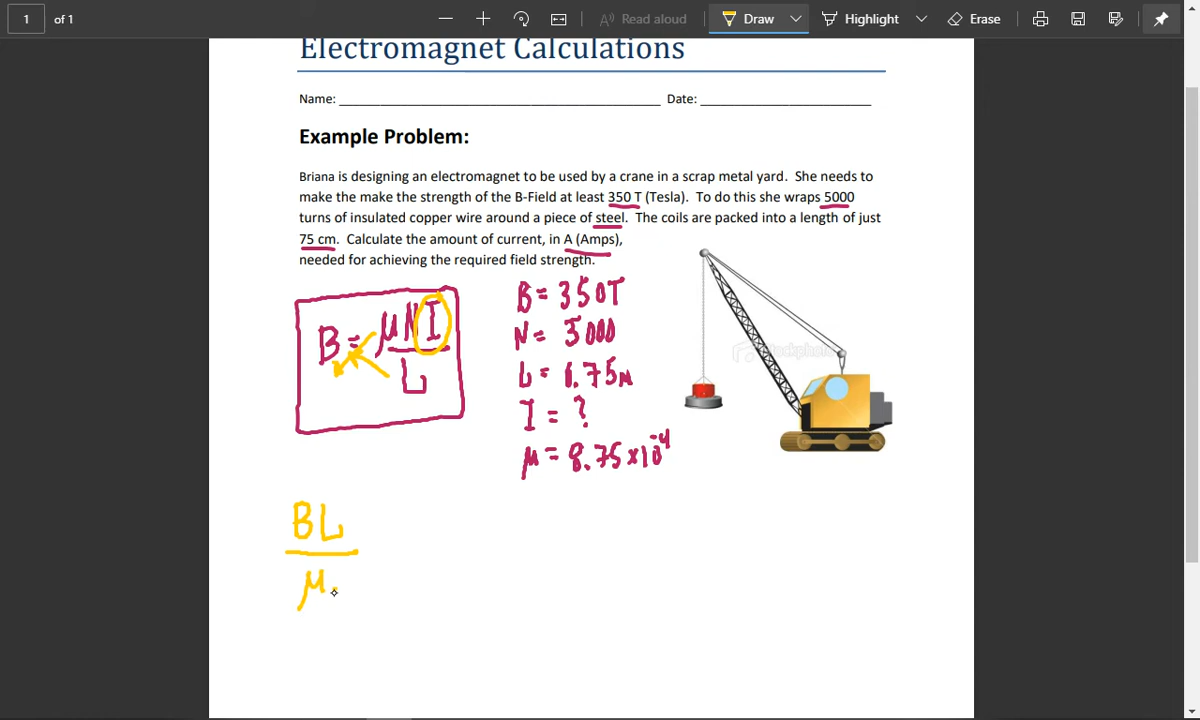 1 of 1 Read aloud Draw Highlight Erase
Electromagnet Calculations
Name: ___ Date: ___
Example Problem:
Briana is designing an electromagnet to be used by a crane in a scrap metal yard. She needs to
make the make the strength of the B-Field at least 350 T (Tesla). To do this she wraps 5000
turns of insulated copper wire around a piece of steel. The coils are packed into a length of just
75 cm. Calculate the amount of current, in A (Amps),
needed for achieving the required field strength.
B = μNI
L
B = 350T
N = 5000
L = 0.75m
I = ?
μ = 8.75 x 10^-4
BL
μ